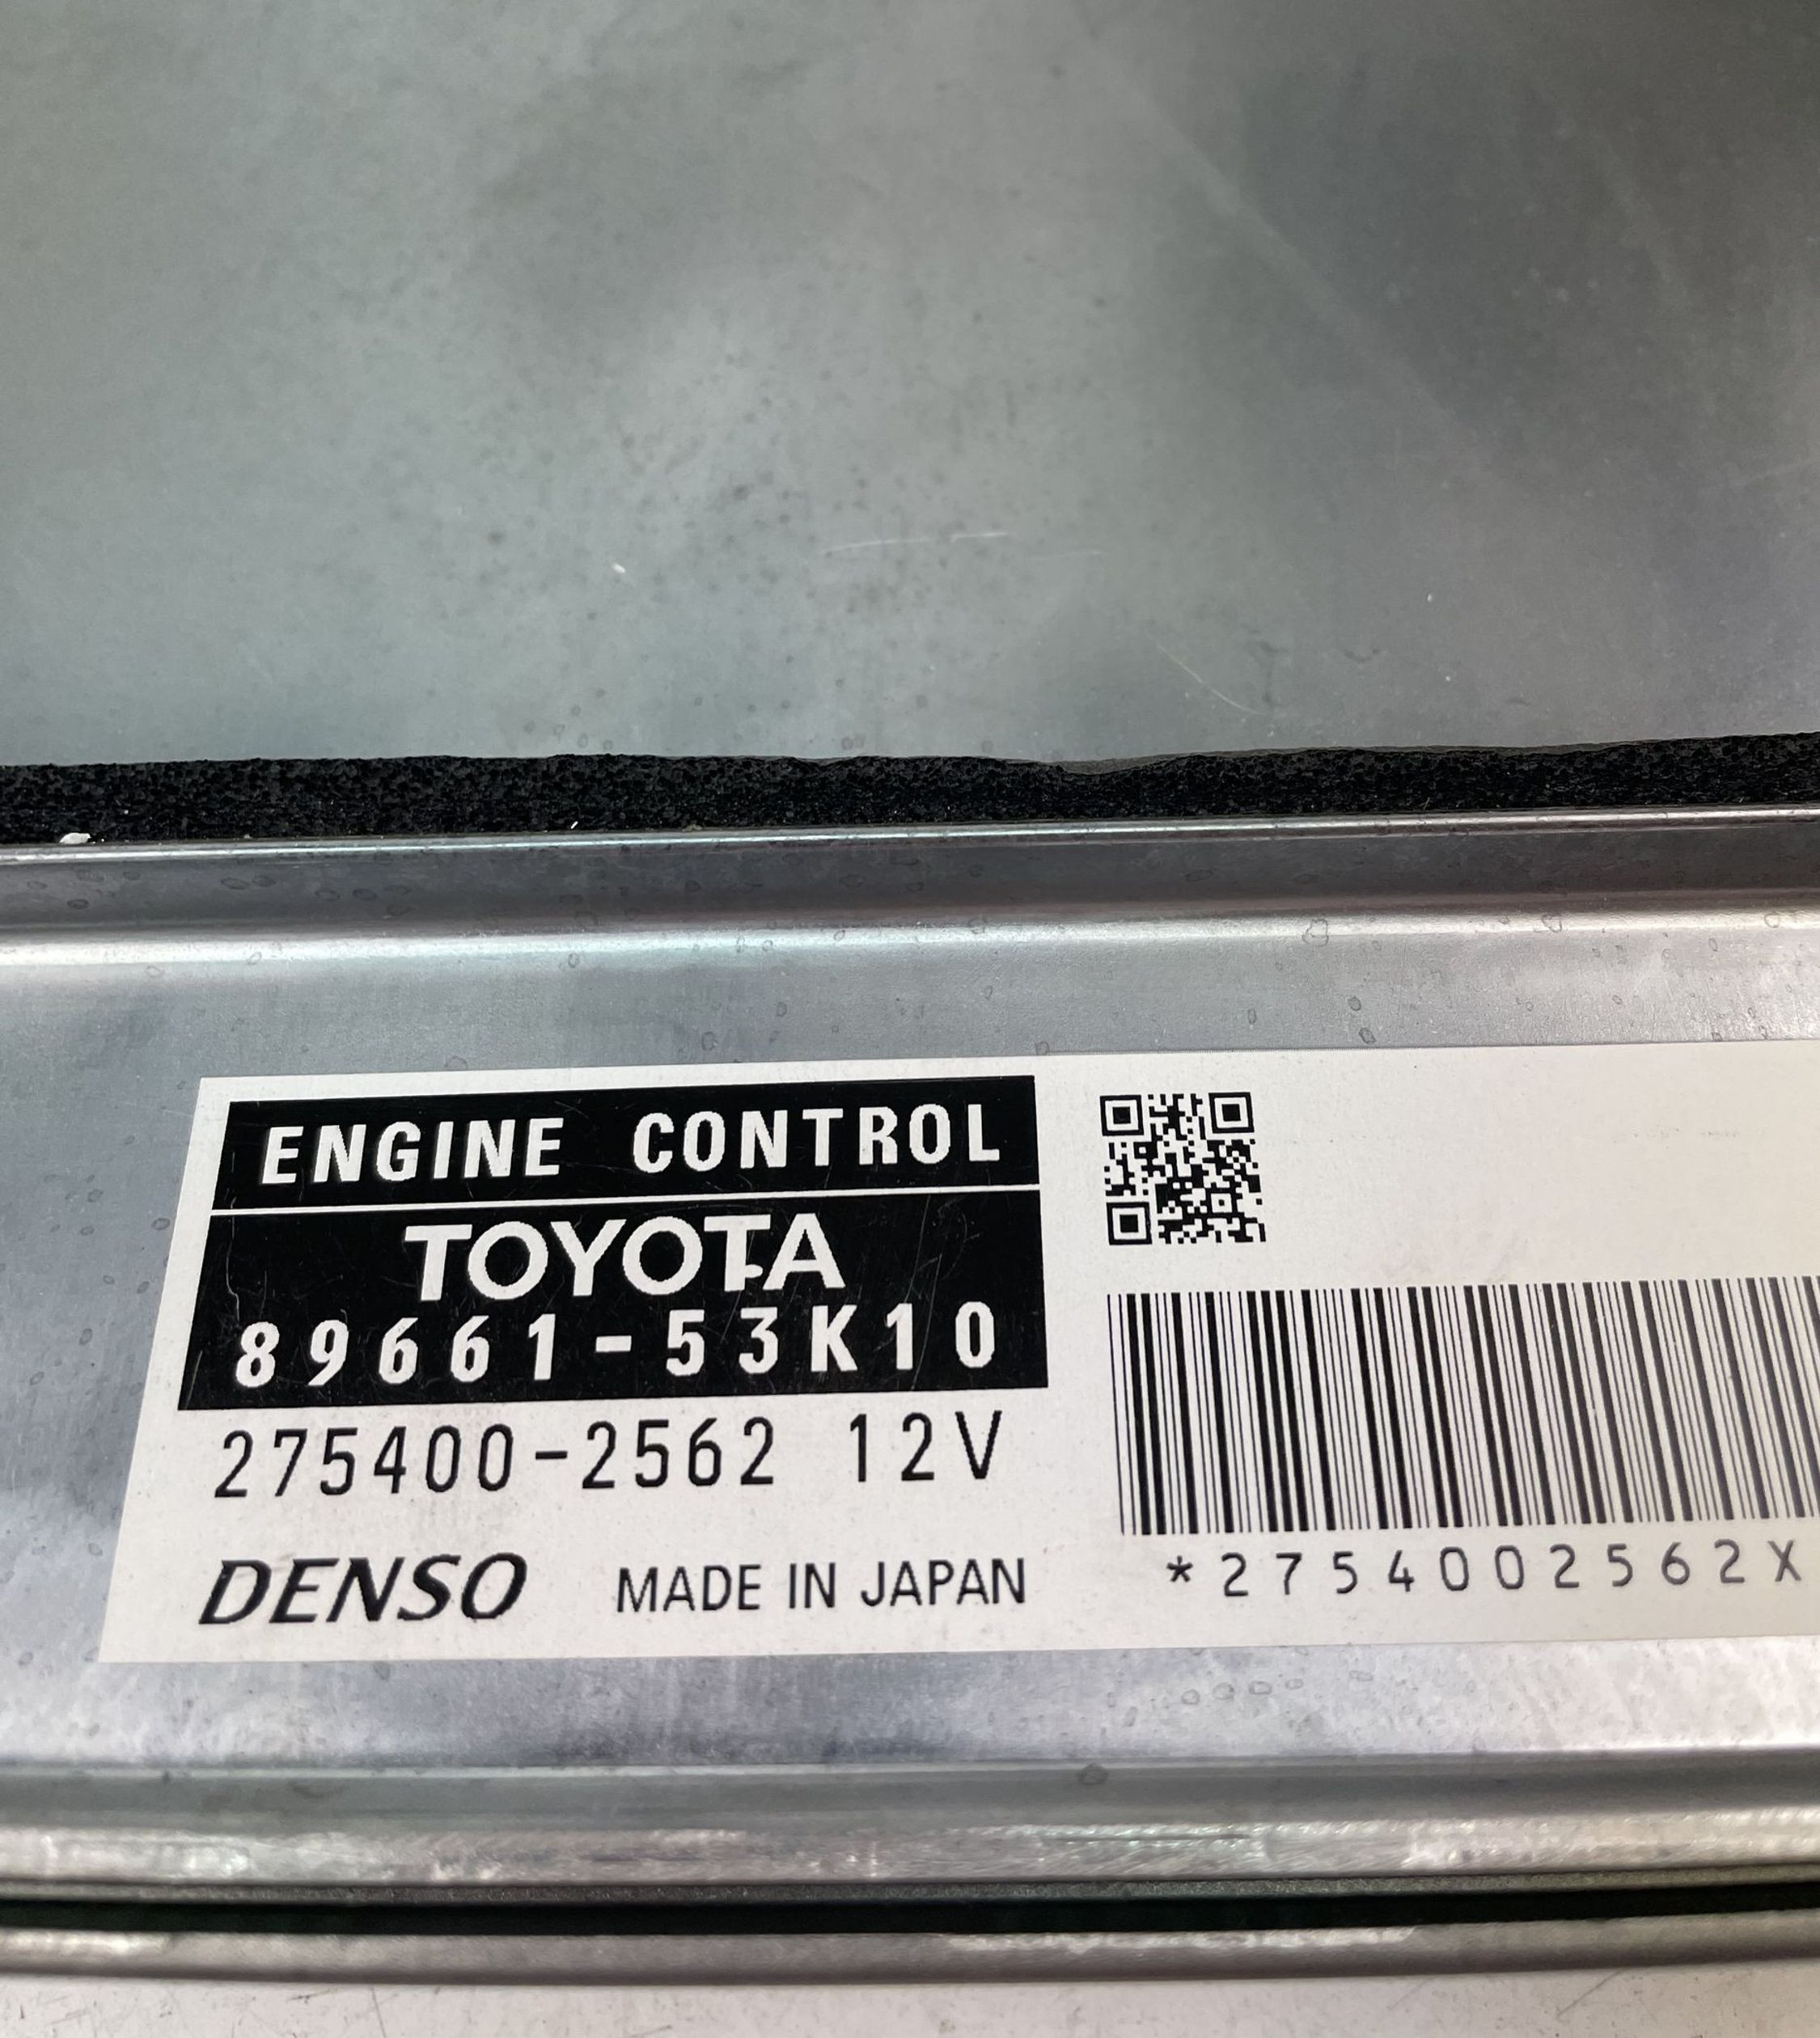 ENGINE CONTROL
TOYOTA
89661-53K10
275400-2562 12V
DENSO MADE IN JAPAN
*2754002562X